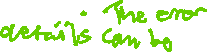 The error
details can be